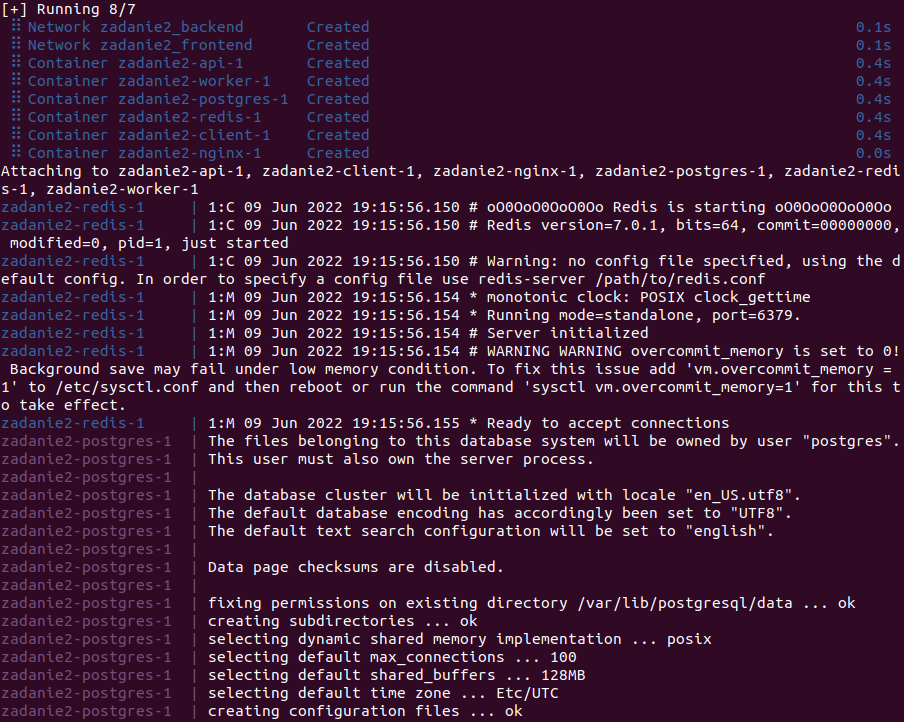 [+] Running 8/7
⠿ Network zadanie2_backend Created 0.1s
⠿ Network zadanie2_frontend Created 0.1s
⠿ Container zadanie2-api-1 Created 0.4s
⠿ Container zadanie2-worker-1 Created 0.4s
⠿ Container zadanie2-postgres-1 Created 0.4s
⠿ Container zadanie2-redis-1 Created 0.4s
⠿ Container zadanie2-client-1 Created 0.4s
⠿ Container zadanie2-nginx-1 Created 0.0s
Attaching to zadanie2-api-1, zadanie2-client-1, zadanie2-nginx-1, zadanie2-postgres-1, zadanie2-redi
s-1, zadanie2-worker-1
zadanie2-redis-1 | 1:C 09 Jun 2022 19:15:56.150 # oO0OoO0OoO0Oo Redis is starting oO0OoO0OoO0Oo
zadanie2-redis-1 | 1:C 09 Jun 2022 19:15:56.150 # Redis version=7.0.1, bits=64, commit=00000000,
modified=0, pid=1, just started
zadanie2-redis-1 | 1:C 09 Jun 2022 19:15:56.150 # Warning: no config file specified, using the d
efault config. In order to specify a config file use redis-server /path/to/redis.conf
zadanie2-redis-1 | 1:M 09 Jun 2022 19:15:56.154 * monotonic clock: POSIX clock_gettime
zadanie2-redis-1 | 1:M 09 Jun 2022 19:15:56.154 * Running mode=standalone, port=6379.
zadanie2-redis-1 | 1:M 09 Jun 2022 19:15:56.154 # Server initialized
zadanie2-redis-1 | 1:M 09 Jun 2022 19:15:56.154 # WARNING WARNING overcommit_memory is set to 0!
Background save may fail under low memory condition. To fix this issue add 'vm.overcommit_memory =
1' to /etc/sysctl.conf and then reboot or run the command 'sysctl vm.overcommit_memory=1' for this t
o take effect.
zadanie2-redis-1 | 1:M 09 Jun 2022 19:15:56.155 * Ready to accept connections
zadanie2-postgres-1 | The files belonging to this database system will be owned by user "postgres".
zadanie2-postgres-1 | This user must also own the server process.
zadanie2-postgres-1 |
zadanie2-postgres-1 | The database cluster will be initialized with locale "en_US.utf8".
zadanie2-postgres-1 | The default database encoding has accordingly been set to "UTF8".
zadanie2-postgres-1 | The default text search configuration will be set to "english".
zadanie2-postgres-1 |
zadanie2-postgres-1 | Data page checksums are disabled.
zadanie2-postgres-1 |
zadanie2-postgres-1 | fixing permissions on existing directory /var/lib/postgresql/data ... ok
zadanie2-postgres-1 | creating subdirectories ... ok
zadanie2-postgres-1 | selecting dynamic shared memory implementation ... posix
zadanie2-postgres-1 | selecting default max_connections ... 100
zadanie2-postgres-1 | selecting default shared_buffers ... 128MB
zadanie2-postgres-1 | selecting default time zone ... Etc/UTC
zadanie2-postgres-1 | creating configuration files ... ok